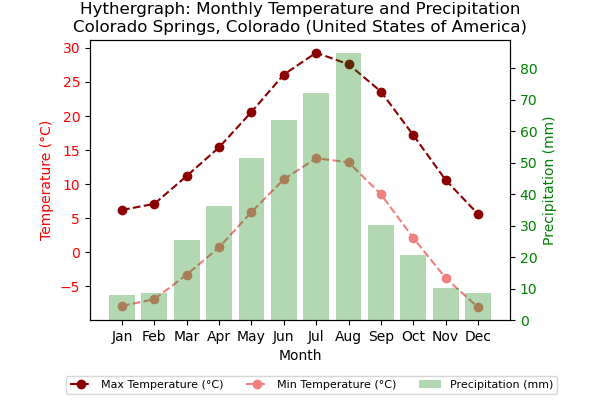 Hythergraph: Monthly Temperature and Precipitation
Colorado Springs, Colorado (United States of America)
Temperature (°C)
30
25
20
15
10
5
0
−5
Precipitation (mm)
80
70
60
50
40
30
20
10
0
Jan Feb Mar Apr May Jun Jul Aug Sep Oct Nov Dec
Month
Max Temperature (°C) Min Temperature (°C) Precipitation (mm)